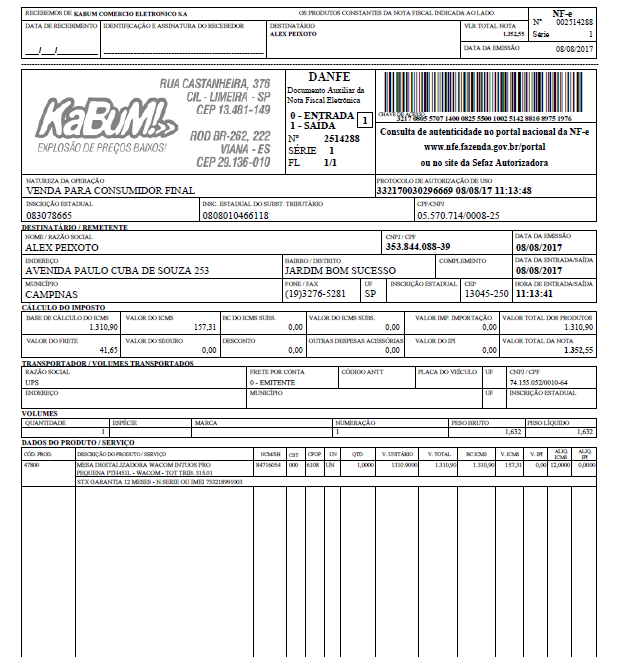 RECEBEMOS DE KABUM COMERCIO ELETRONICO S.A OS PRODUTOS CONSTANTES DA NOTA FISCAL INDICADA AO LADO.
DATA DE RECEBIMENTO IDENTIFICAÇÃO E ASSINATURA DO RECEBEDOR
DESTINATÁRIO
ALEX PEIXOTO
VLR TOTAL NOTA
1.352,55
DATA DA EMISSÃO
08/08/2017
NF-e
Nº 002514288
Série 1
KaBuM!
EXPLOSÃO DE PREÇOS BAIXOS!
RUA CASTANHEIRA, 376
CIL - LIMEIRA - SP
CEP 13.481-149
ROD BR-262, 222
VIANA - ES
CEP 29.136-010
DANFE
Documento Auxiliar da
Nota Fiscal Eletrônica
0 - ENTRADA
1 - SAÍDA
1
Nº 2514288
SÉRIE 1
FL 1/1
CHAVE DE ACESSO
3217 0805 5707 1400 0825 5500 1002 5142 8810 8975 1976
Consulta de autenticidade no portal nacional da NF-e
www.nfe.fazenda.gov.br/portal
ou no site da Sefaz Autorizadora
NATUREZA DA OPERAÇÃO
VENDA PARA CONSUMIDOR FINAL
PROTOCOLO DE AUTORIZAÇÃO DE USO
332170030296669 08/08/17 11:13:48
INSCRIÇÃO ESTADUAL INSC. ESTADUAL DO SUBST. TRIBUTÁRIO CPF/CNPJ
083078665 0808010466118 05.570.714/0008-25
DESTINATÁRIO / REMETENTE
NOME / RAZÃO SOCIAL CNPJ / CPF DATA DA EMISSÃO
ALEX PEIXOTO 353.844.088-39 08/08/2017
ENDEREÇO BAIRRO / DISTRITO COMPLEMENTO DATA DA ENTRADA/SAÍDA
AVENIDA PAULO CUBA DE SOUZA 253 JARDIM BOM SUCESSO 08/08/2017
MUNICÍPIO FONE / FAX UF INSCRIÇÃO ESTADUAL CEP HORA DE ENTRADA/SAÍDA
CAMPINAS (19)3276-5281 SP 13045-250 11:13:41
CÁLCULO DO IMPOSTO
BASE DE CÁLCULO DO ICMS VALOR DO ICMS BC DO ICMS SUBS. VALOR DO ICMS SUBS. VALOR IMP. IMPORTAÇÃO VALOR TOTAL DOS PRODUTOS
1.310,90 157,31 0,00 0,00 0,00 1.310,90
VALOR DO FRETE VALOR DO SEGURO DESCONTO OUTRAS DESPESAS ACESSÓRIAS VALOR DO IPI VALOR TOTAL DA NOTA
41,65 0,00 0,00 0,00 0,00 1.352,55
TRANSPORTADOR / VOLUMES TRANSPORTADOS
RAZÃO SOCIAL FRETE POR CONTA CÓDIGO ANTT PLACA DO VEÍCULO UF CNPJ / CPF
UPS 0 - EMITENTE 74.155.052/0010-64
ENDEREÇO MUNICÍPIO UF INSCRIÇÃO ESTADUAL
VOLUMES
QUANTIDADE ESPÉCIE MARCA NUMERAÇÃO PESO BRUTO PESO LÍQUIDO
1 1 1,632 1,632
DADOS DO PRODUTO / SERVIÇO
CÓD. PROD. DESCRIÇÃO DO PRODUTO / SERVIÇO NCM/SH CST CFOP UN QTD V. UNITÁRIO V. TOTAL BC ICMS V. ICMS V. IPI ALIQ. ICMS ALIQ. IPI
47800 MESA DIGITALIZADORA WACOM INTUOS PRO 84716054 000 6108 UN 1,0000 1310.9000 1.310,90 1.310,90 157,31 0,00 12,0000 0,0000
PEQUENA PTH451L - WACOM - TOT TRIB. 315.01
STX GARANTIA 12 MESES - N.SERIE OU IMEI 753218991003